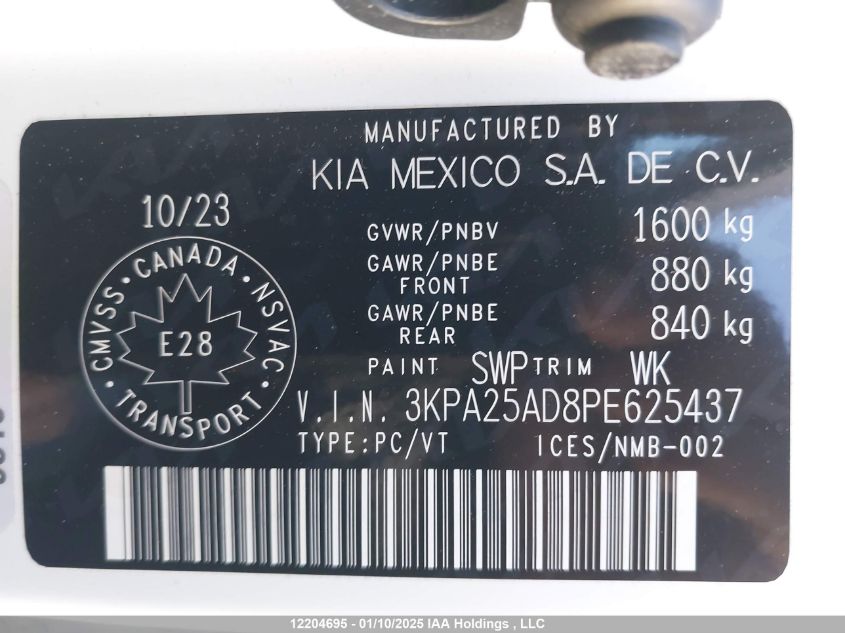 MANUFACTURED BY
KIA MEXICO S.A. DE C.V.
10/23
GVWR/PNBV 1600 kg
GAWR/PNBE FRONT 880 kg
GAWR/PNBE REAR 840 kg
CMVSS • CANADA • NSVAC • TRANSPORT •
E28
PAINT SWP TRIM WK
V.I.N. 3KPA25AD8PE625437
TYPE:PC/VT ICES/NMB-002
12204695 - 01/10/2025 IAA Holdings , LLC